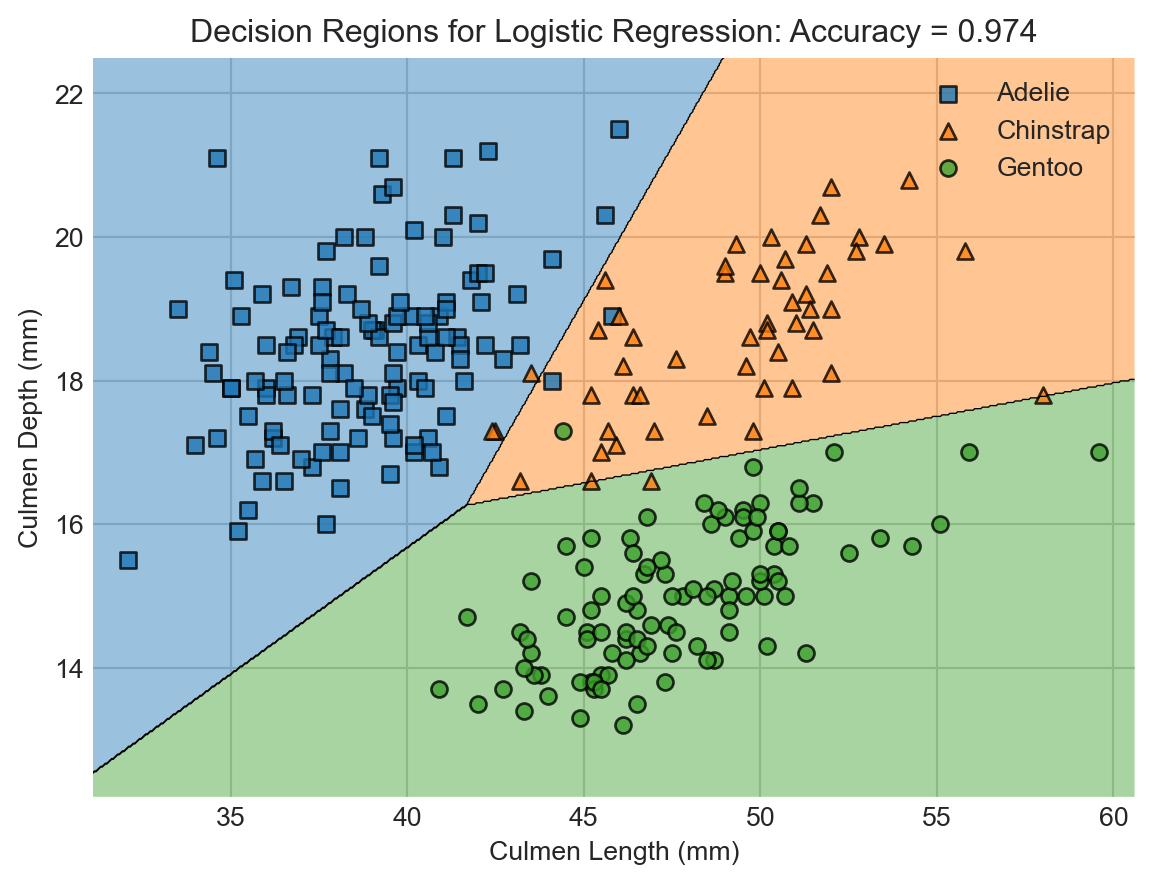 Decision Regions for Logistic Regression: Accuracy = 0.974
Adelie
Chinstrap
Gentoo
22
20
18
16
14
Culmen Depth (mm)
35 40 45 50 55 60
Culmen Length (mm)